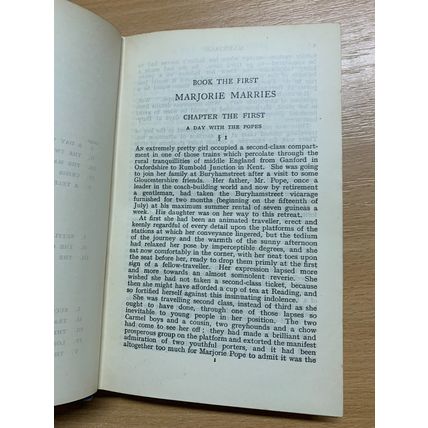 BOOK THE FIRST
MARJORIE MARRIES
CHAPTER THE FIRST
A DAY WITH THE POPES
§ 1
AN extremely pretty girl occupied a second-class compart-
ment in one of those trains which percolate through the
rural tranquillities of middle England from Ganford in
Oxfordshire to Rumbold Junction in Kent. She was
going to join her family at Buryhamstreet after a visit to some
Gloucestershire friends. Her father, Mr. Pope, once a
leader in the coach-building world and now by retirement
a gentleman, had taken the Buryhamstreet vicarage
furnished for two months (beginning on the fifteenth
of July) at his maximum summer rental of seven guineas a
week. His daughter was on her way to this retreat.
At first she had been an animated traveller, erect and
keenly regardful of every detail upon the platforms of the
stations at which her conveyance lingered, but the tedium
of the journey and the warmth of the sunny afternoon
had relaxed her pose by imperceptible degrees, and she
sat now comfortably in the corner, with her neat toes upon
the seat before her, ready to drop them primly at the first
sign of a fellow-traveller. Her expression lapsed more
and more towards an almost somnolent reverie. She
wished she had not taken a second-class ticket, because
then she might have afforded a cup of tea at Reading, and
so fortified herself against this insinuating indolence.
She was travelling second class, instead of third as she
ought to have done, through one of those lapses so
inevitable to young people in her position. The two
Carmel boys and a cousin, two greyhounds and a chow
had come to see her off; they had made a brilliant and
prosperous group on the platform and extorted the manifest
admiration of two youthful porters, and it had been
altogether too much for Marjorie Pope to admit it was the
1